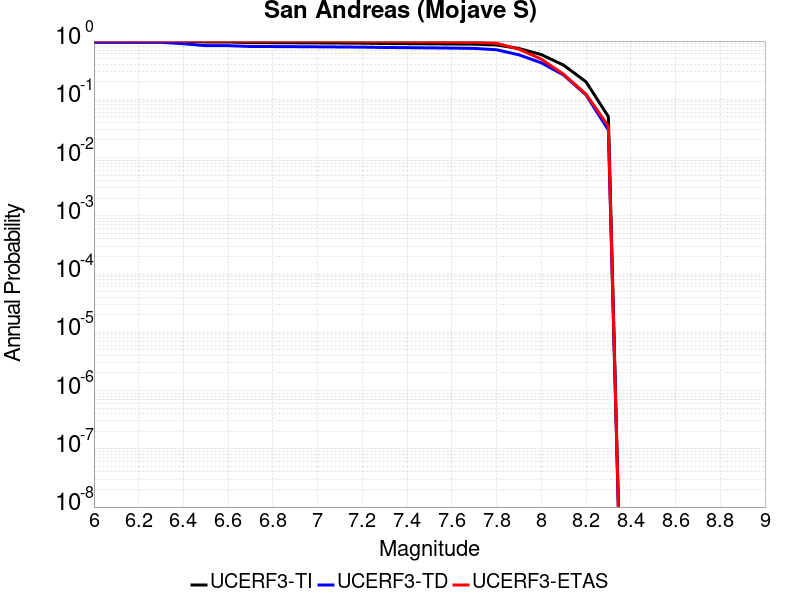 San Andreas (Mojave S)
Annual Probability
10^0
10^-1
10^-2
10^-3
10^-4
10^-5
10^-6
10^-7
10^-8
6 6.2 6.4 6.6 6.8 7 7.2 7.4 7.6 7.8 8 8.2 8.4 8.6 8.8 9
Magnitude
UCERF3-TI UCERF3-TD UCERF3-ETAS